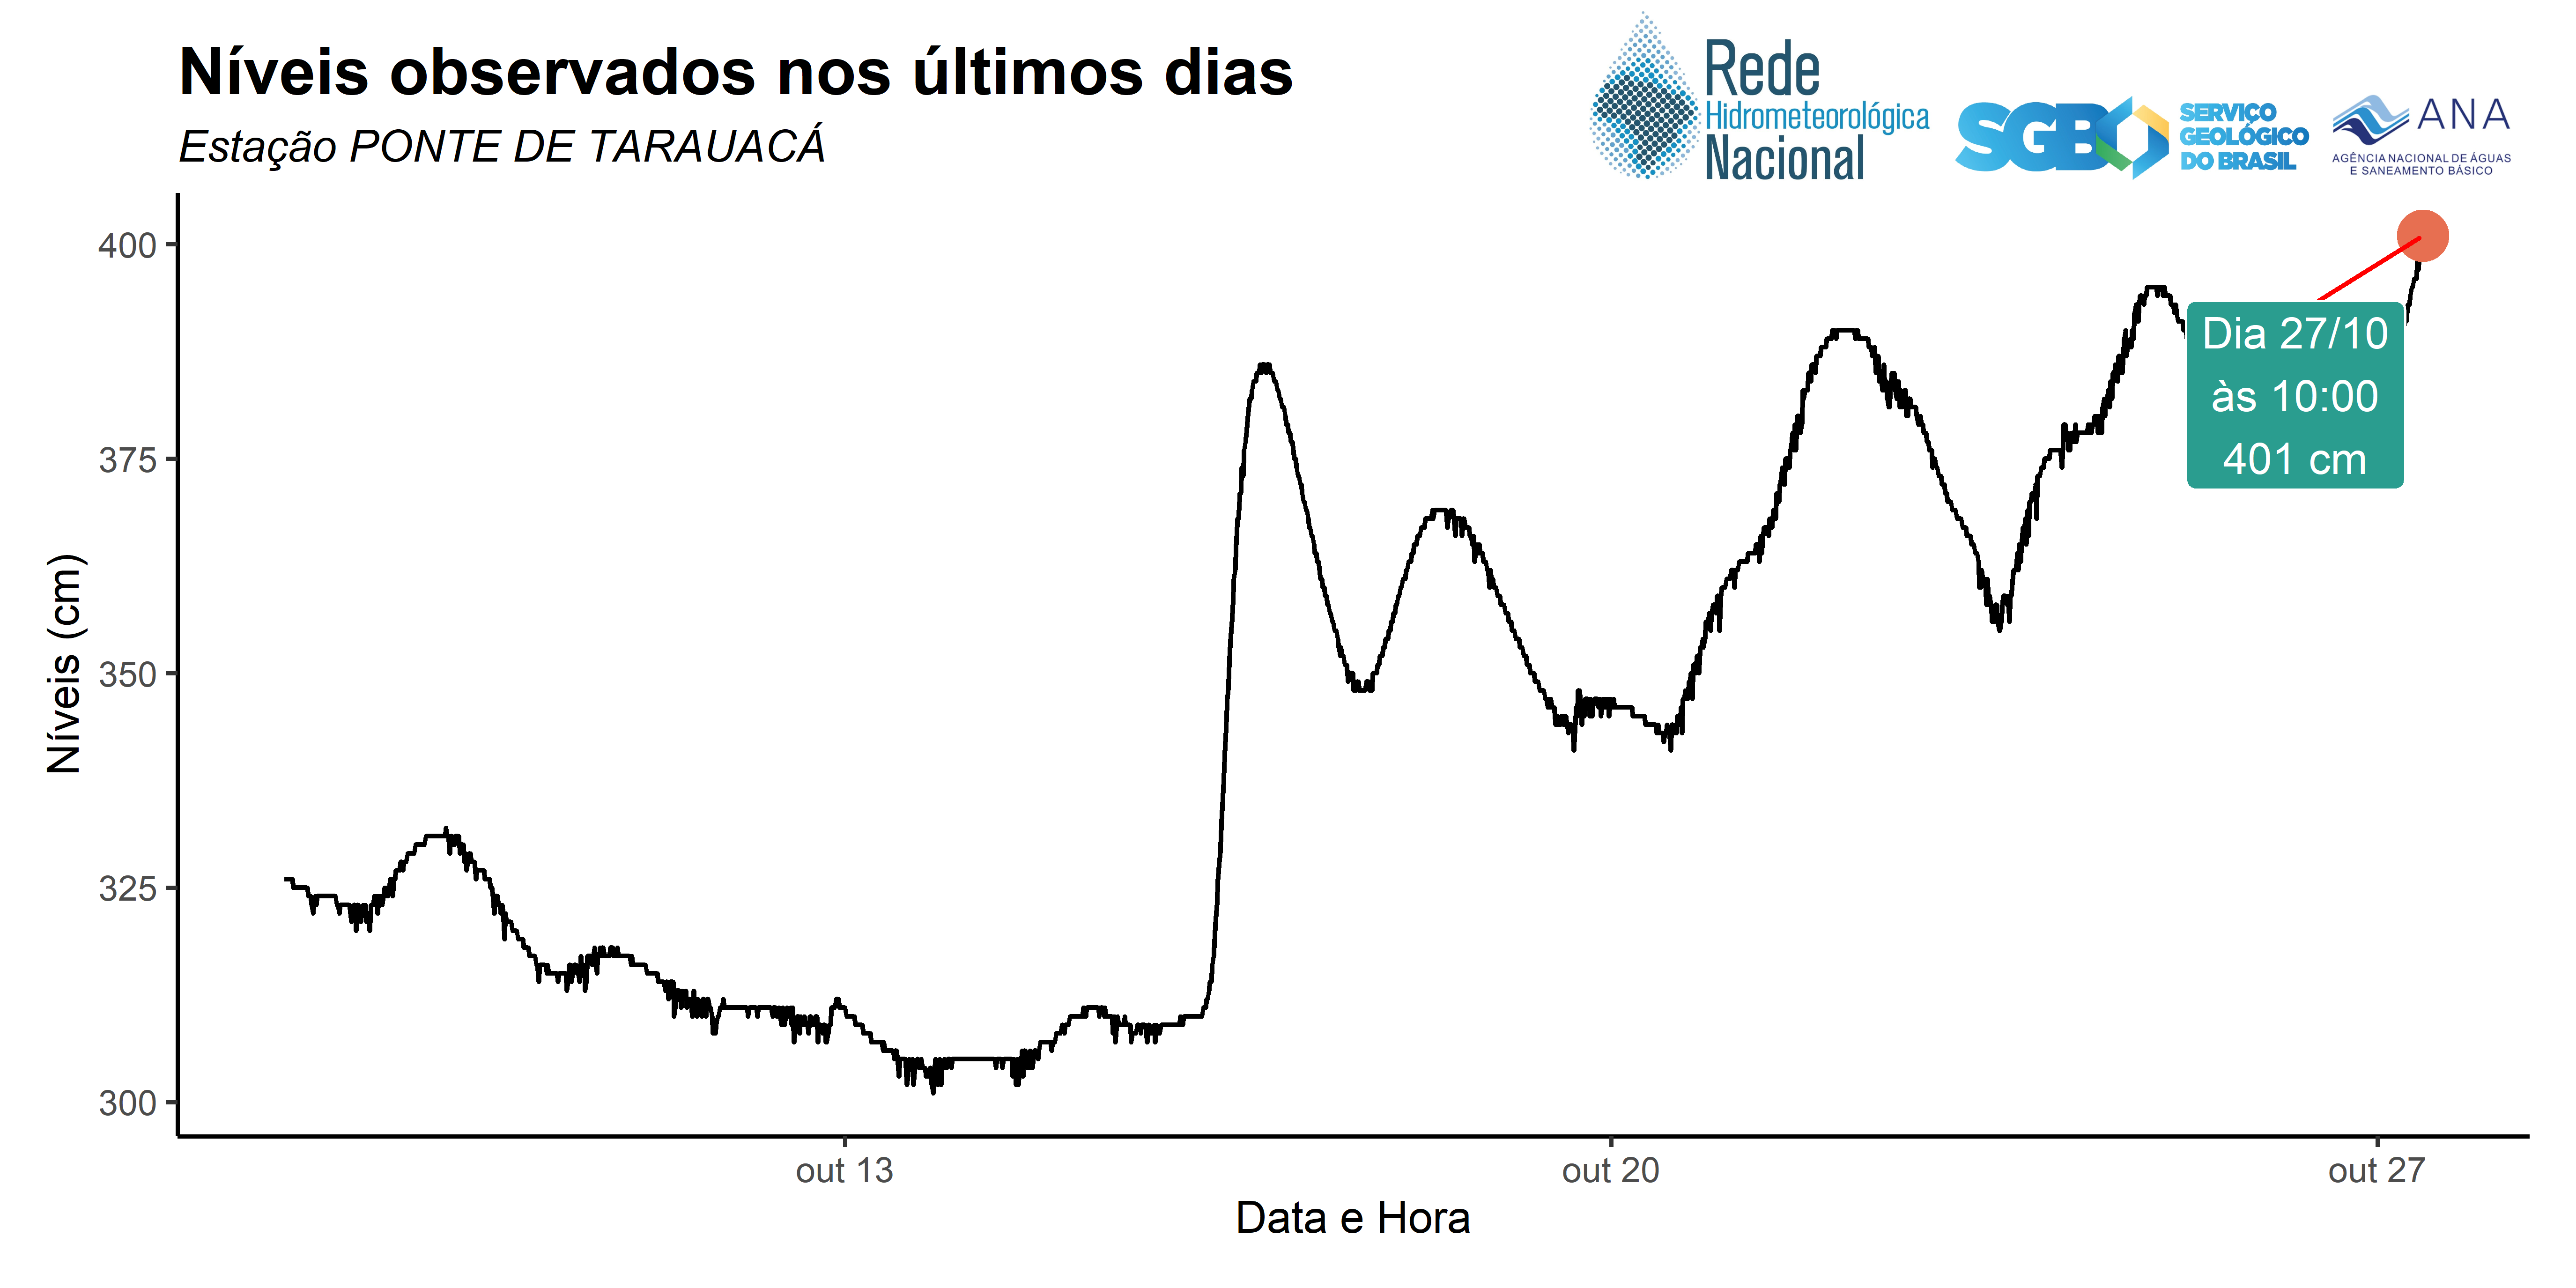 Níveis observados nos últimos dias
Estação PONTE DE TARAUACÁ
Rede
Hidrometeorológica
Nacional
SGB
SERVIÇO
GEOLÓGICO
DO BRASIL
ANA
AGÊNCIA NACIONAL DE ÁGUAS
E SANEAMENTO BÁSICO
400
375
350
325
300
Níveis (cm)
Dia 27/10
às 10:00
401 cm
out 13
out 20
out 27
Data e Hora